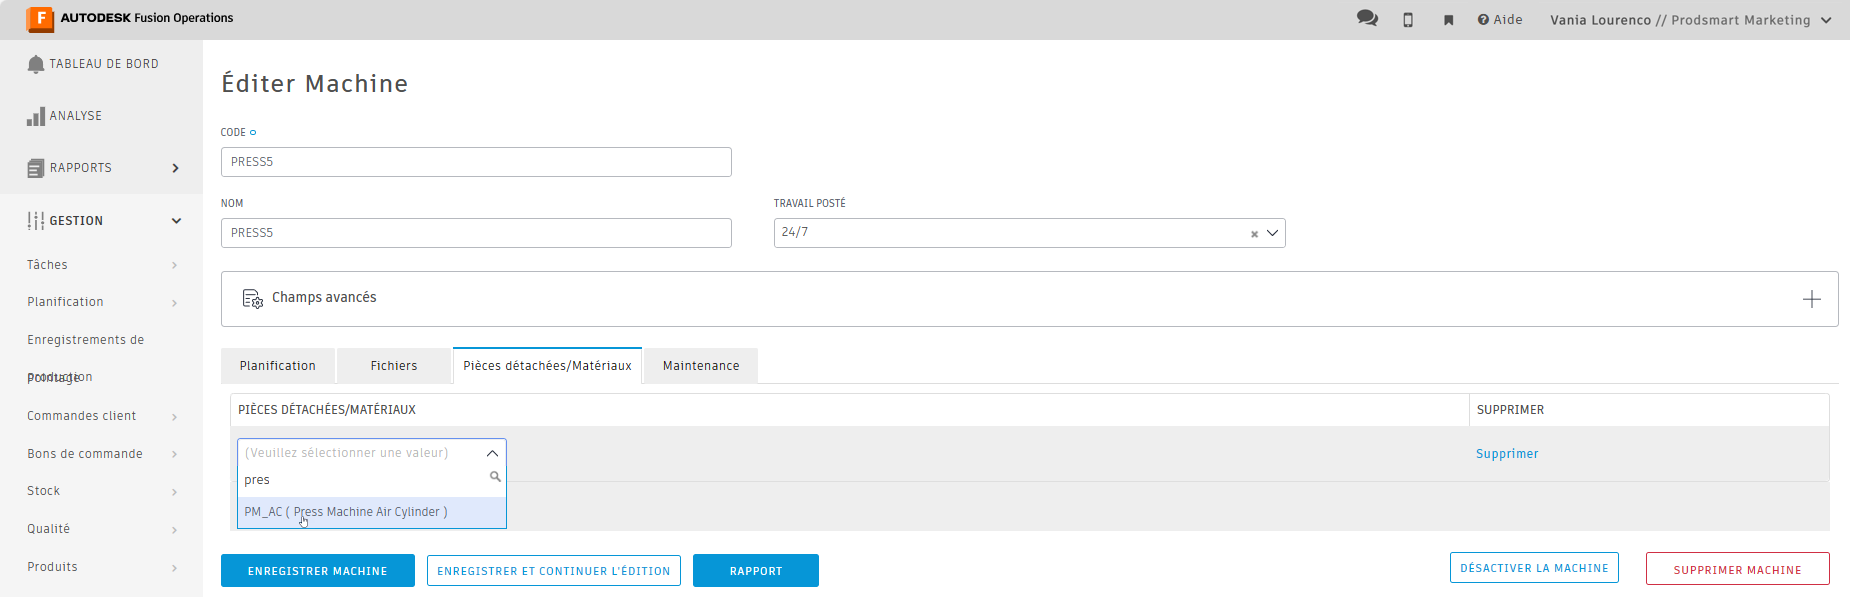 F AUTODESK Fusion Operations
Aide
Vania Lourenco // Prodsmart Marketing
TABLEAU DE BORD
ANALYSE
RAPPORTS
GESTION
Tâches
Planification
Enregistrements de
production
Pointage
Commandes client
Bons de commande
Stock
Qualité
Produits
Éditer Machine
CODE
PRESS5
NOM
PRESS5
TRAVAIL POSTÉ
24/7
Champs avancés
Planification
Fichiers
Pièces détachées/Matériaux
Maintenance
PIÈCES DÉTACHÉES/MATÉRIAUX
SUPPRIMER
(Veuillez sélectionner une valeur)
pres
PM_AC ( Press Machine Air Cylinder )
Supprimer
ENREGISTRER MACHINE
ENREGISTRER ET CONTINUER L'ÉDITION
RAPPORT
DÉSACTIVER LA MACHINE
SUPPRIMER MACHINE